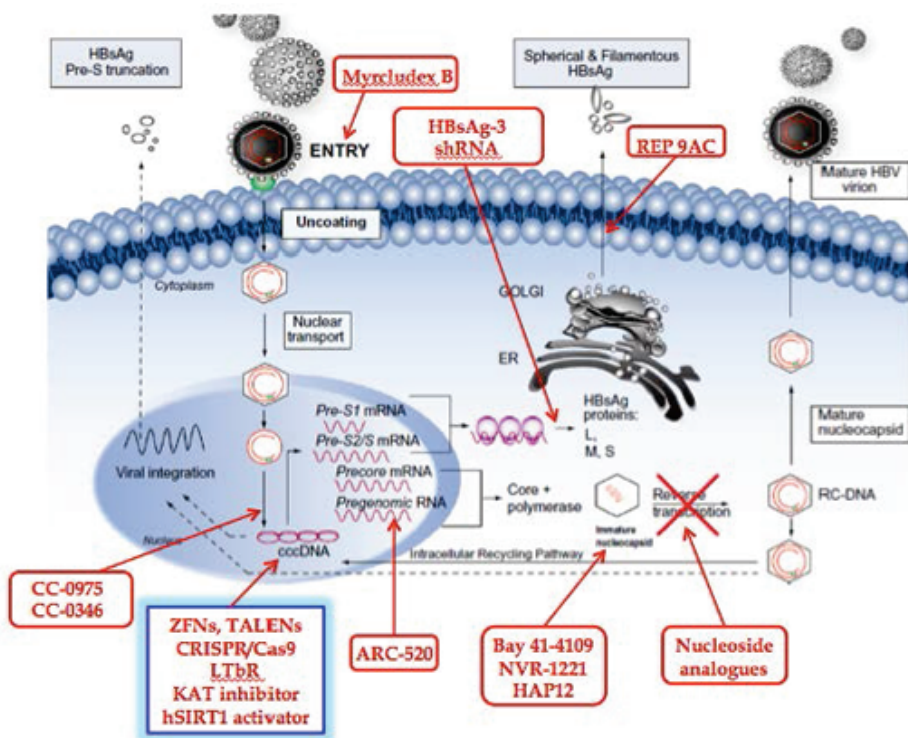 HBsAg
Pre-S truncation
Myrcludex B
Spherical & Filamentous
HBsAg
ENTRY
HBsAg-3
shRNA
REP 9AC
Mature HBV
virion
Uncoating
Cytoplasm
GOLGI
Nuclear
transport
ER
HBsAg
proteins:
L,
M, S
Pre-S1 mRNA
Pre-S2/S mRNA
Mature
nucleocapsid
Viral integration
Precore mRNA
Pregenomic RNA
Core +
polymerase
Reverse
transcription
RC-DNA
Immature
nucleocapsid
Nucleus
cccDNA
Intracellular Recycling Pathway
CC-0975
CC-0346
ZFNs, TALENs
CRISPR/Cas9
LTbR
KAT inhibitor
hSIRT1 activator
ARC-520
Bay 41-4109
NVR-1221
HAP12
Nucleoside
analogues